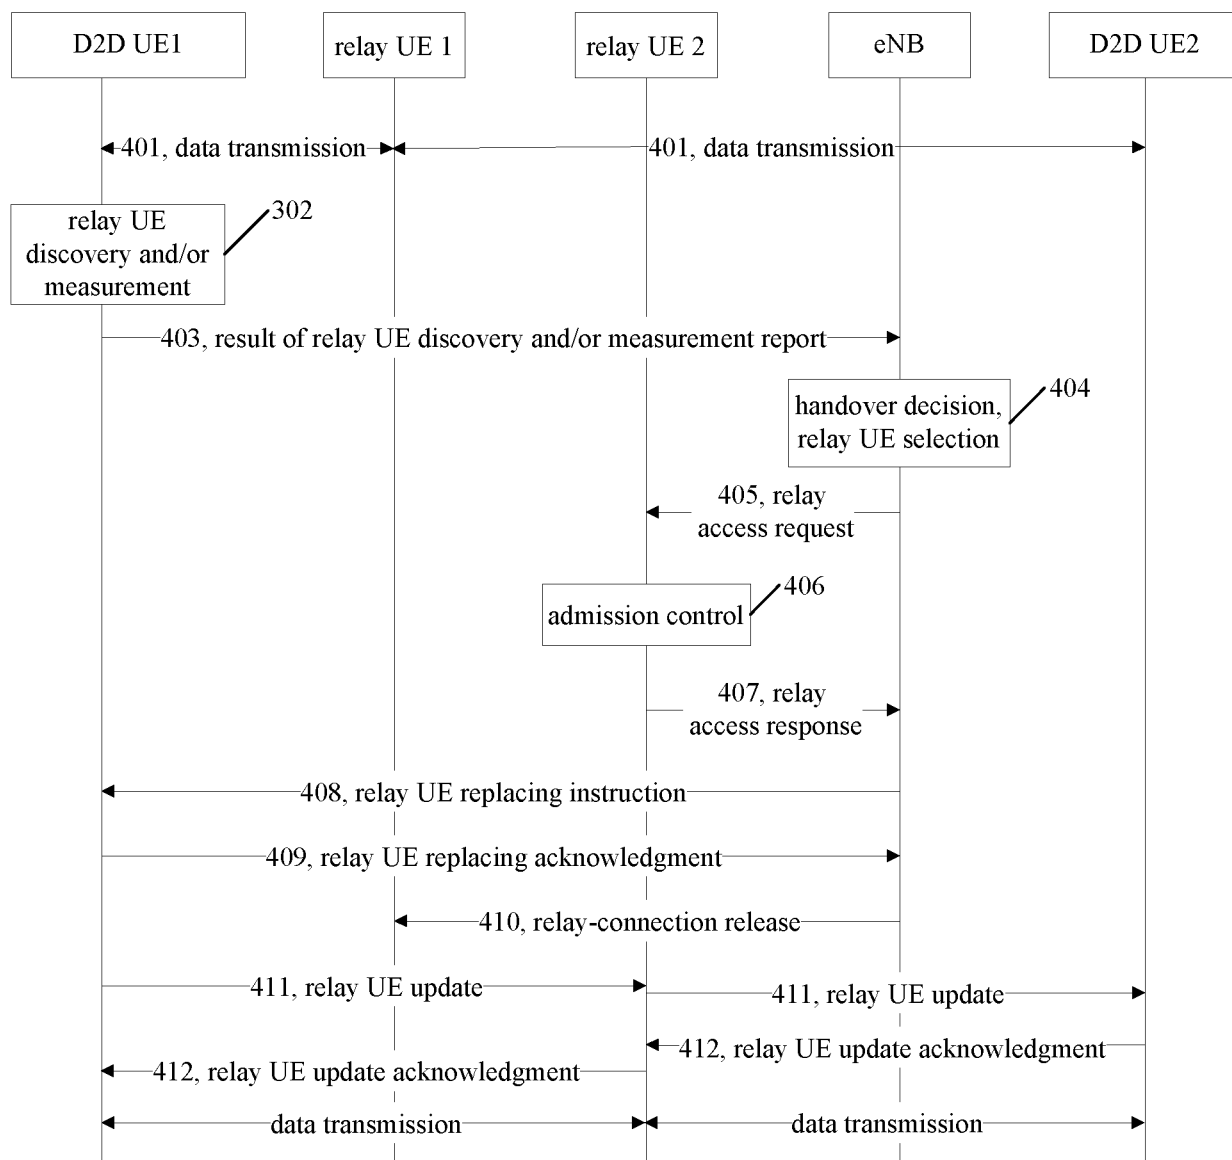 D2D UE1
relay UE 1
relay UE 2
eNB
D2D UE2
401, data transmission
401, data transmission
302
relay UE
discovery and/or
measurement
403, result of relay UE discovery and/or measurement report
404
handover decision,
relay UE selection
405, relay
access request
406
admission control
407, relay
access response
408, relay UE replacing instruction
409, relay UE replacing acknowledgment
410, relay-connection release
411, relay UE update
411, relay UE update
412, relay UE update acknowledgment
412, relay UE update acknowledgment
data transmission
data transmission